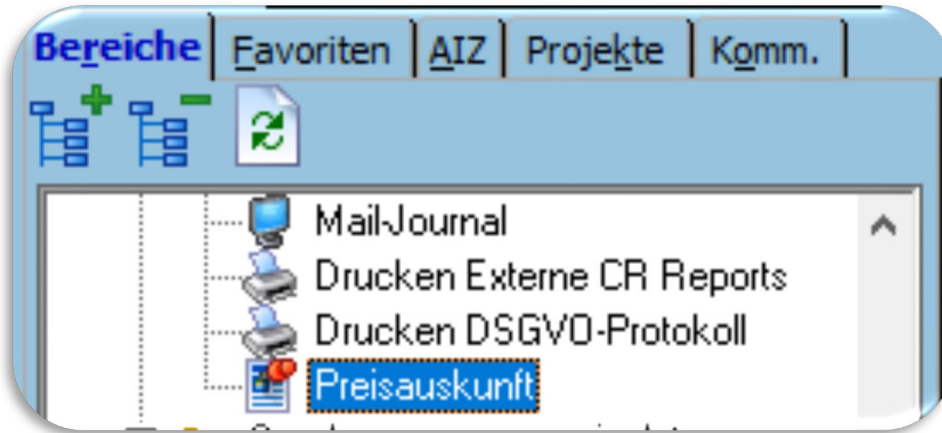 Bereiche Favoriten AIZ Projekte Komm.
Mail-Journal
Drucken Externe CR Reports
Drucken DSGVO-Protokoll
Preisauskunft